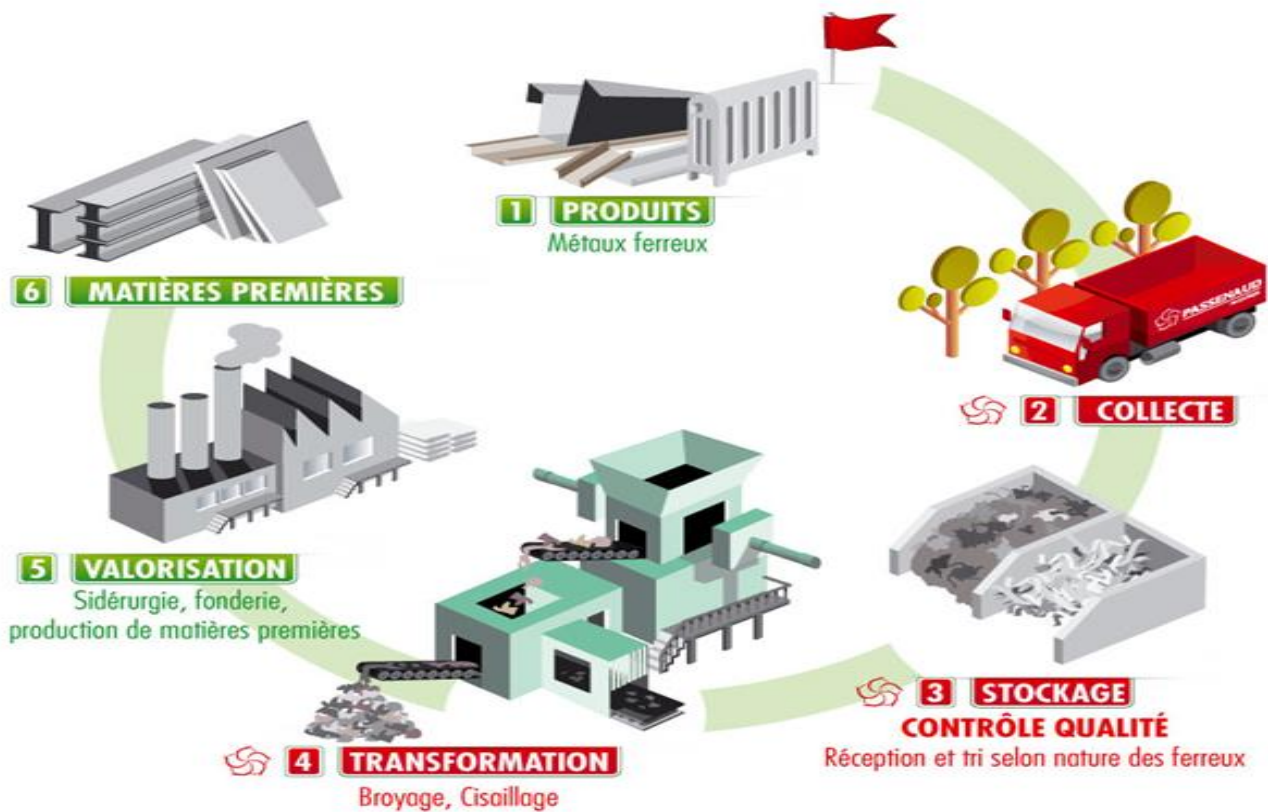 1 PRODUITS
Métaux ferreux
PASSENAUD
2 COLLECTE
3 STOCKAGE
CONTRÔLE QUALITÉ
Réception et tri selon nature des ferreux
4 TRANSFORMATION
Broyage, Cisaillage
5 VALORISATION
Sidérurgie, fonderie,
production de matières premières
6 MATIÈRES PREMIÈRES